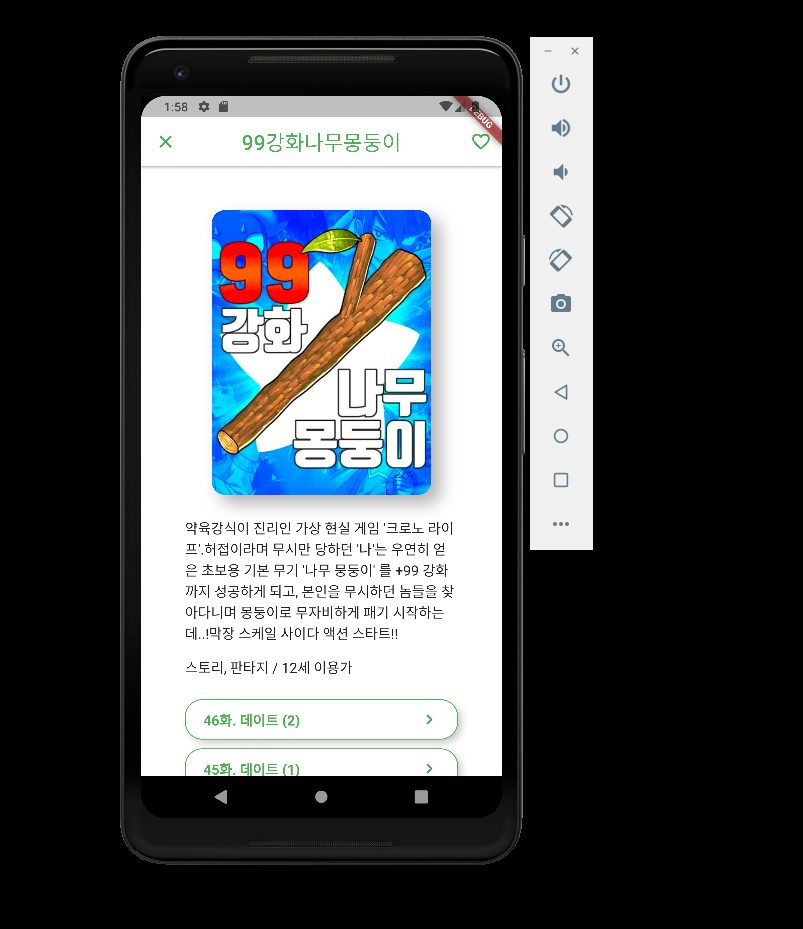 1:58
DEBUG
99강화나무몽둥이
99
강화
나무
몽둥이
약육강식이 진리인 가상 현실 게임 '크로노 라이
프'.허접이라며 무시만 당하던 '나'는 우연히 얻
은 초보용 기본 무기 '나무 뭉둥이' 를 +99 강화
까지 성공하게 되고, 본인을 무시하던 놈들을 찾
아다니며 몽둥이로 무자비하게 패기 시작하는
데..!막장 스케일 사이다 액션 스타트!!
스토리, 판타지 / 12세 이용가
46화. 데이트 (2)
45화. 데이트 (1)